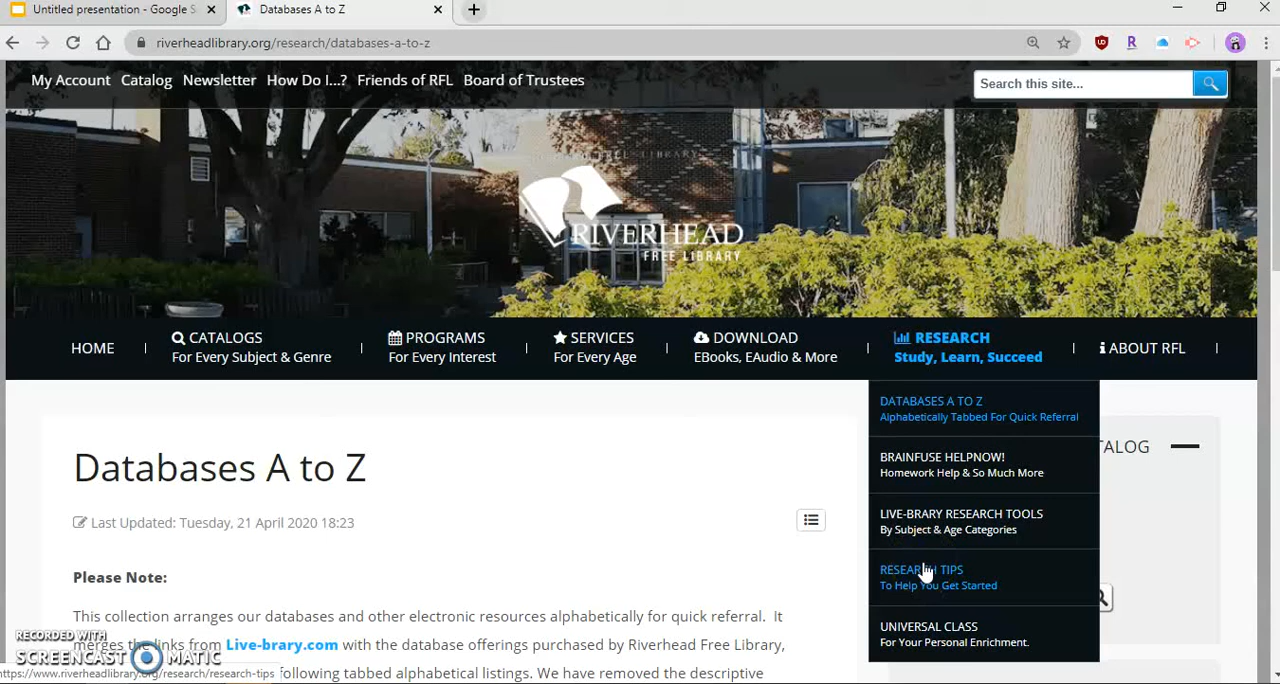 Untitled presentation - Google S
Databases A to Z
riverheadlibrary.org/research/databases-a-to-z
My Account Catalog Newsletter How Do I...? Friends of RFL Board of Trustees
Search this site...
RIVERHEAD
FREE LIBRARY
HOME
CATALOGS
For Every Subject & Genre
PROGRAMS
For Every Interest
SERVICES
For Every Age
DOWNLOAD
EBooks, EAudio & More
RESEARCH
Study, Learn, Succeed
ABOUT RFL
DATABASES A TO Z
Alphabetically Tabbed For Quick Referral
BRAINFUSE HELPNOW!
Homework Help & So Much More
LIVE-BRARY RESEARCH TOOLS
By Subject & Age Categories
RESEARCH TIPS
To Help You Get Started
UNIVERSAL CLASS
For Your Personal Enrichment.
ATALOG
Databases A to Z
Last Updated: Tuesday, 21 April 2020 18:23
Please Note:
This collection arranges our databases and other electronic resources alphabetically for quick referral. It
merges the links from Live-brary.com with the database offerings purchased by Riverhead Free Library,
following tabbed alphabetical listings. We have removed the descriptive
RECORDED WITH
SCREENCAST MATIC
https://www.riverheadlibrary.org/research/research-tips